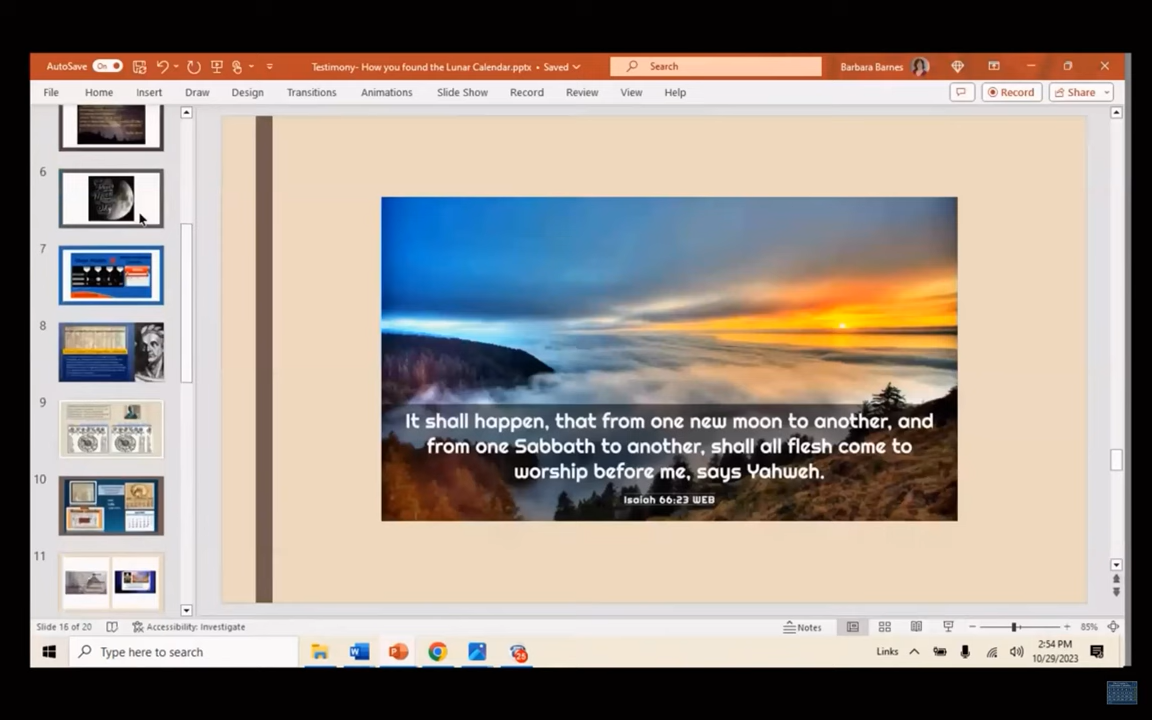 AutoSave On Testimony- How you found the Lunar Calendar.pptx • Saved Search Barbara Barnes
File Home Insert Draw Design Transitions Animations Slide Show Record Review View Help Record Share
6
7
8
9
10
11
It shall happen, that from one new moon to another, and
from one Sabbath to another, shall all flesh come to
worship before me, says Yahweh.
Isaiah 66:23 WEB
Slide 16 of 20 Accessibility: Investigate Notes 85%
Type here to search Links 2:54 PM
10/29/2023